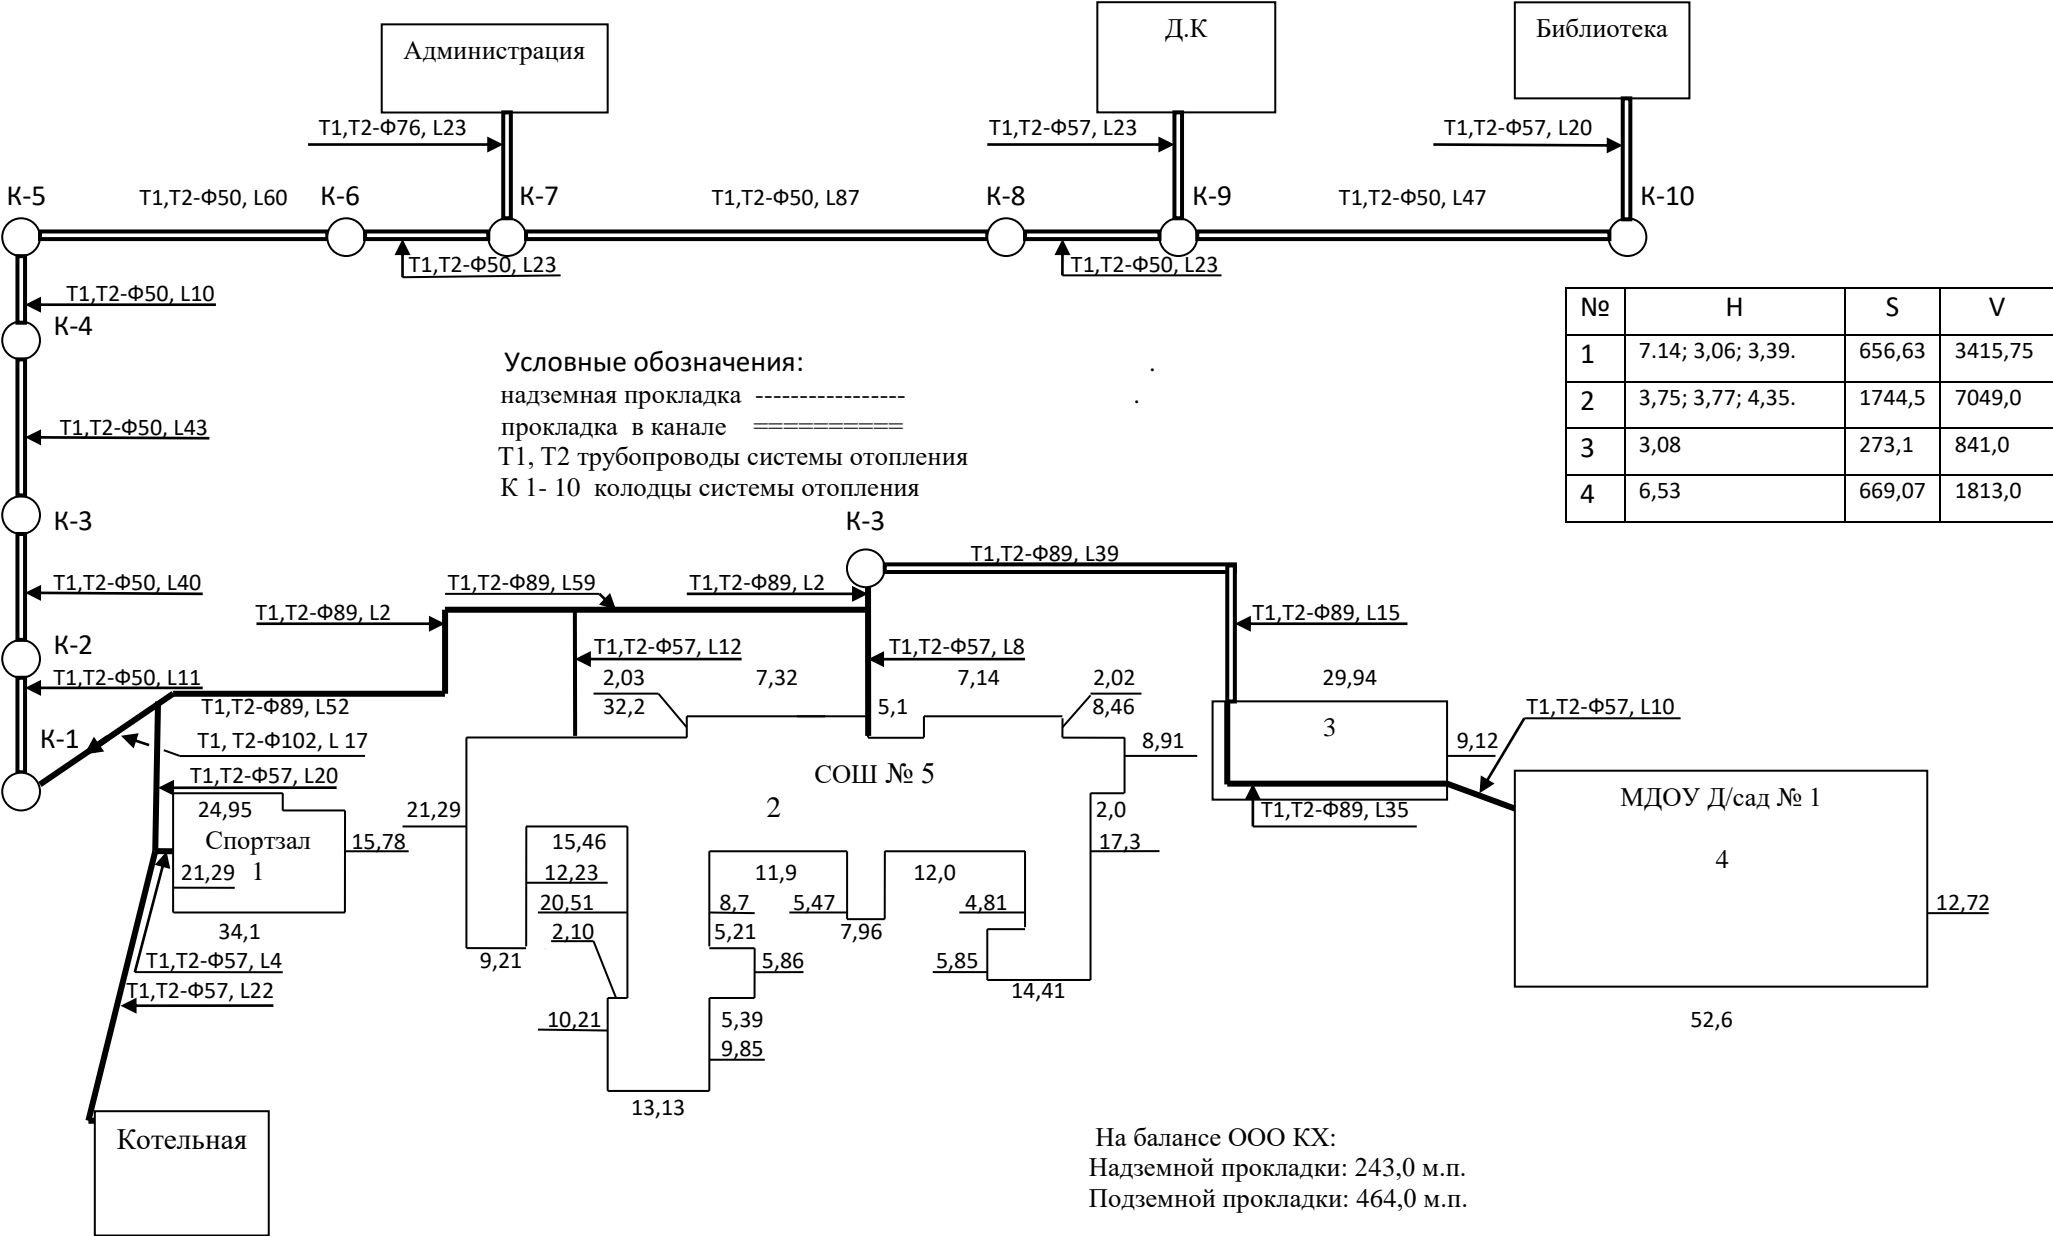 Администрация
Д.К
Библиотека
Т1,Т2-Ф76, L23
Т1,Т2-Ф57, L23
Т1,Т2-Ф57, L20
К-5
Т1,Т2-Ф50, L60
К-6
К-7
Т1,Т2-Ф50, L87
К-8
К-9
Т1,Т2-Ф50, L47
К-10
Т1,Т2-Ф50, L23
Т1,Т2-Ф50, L23
Т1,Т2-Ф50, L10
К-4
№ Н S V
1 7.14; 3,06; 3,39. 656,63 3415,75
2 3,75; 3,77; 4,35. 1744,5 7049,0
3 3,08 273,1 841,0
4 6,53 669,07 1813,0
Условные обозначения:
надземная прокладка -----------------
прокладка в канале ==========
Т1, Т2 трубопроводы системы отопления
К 1- 10 колодцы системы отопления
Т1,Т2-Ф50, L43
К-3
К-3
Т1,Т2-Ф89, L39
Т1,Т2-Ф50, L40
Т1,Т2-Ф89, L59
Т1,Т2-Ф89, L2
Т1,Т2-Ф89, L2
Т1,Т2-Ф89, L15
К-2
Т1,Т2-Ф57, L12
Т1,Т2-Ф57, L8
Т1,Т2-Ф50, L11
2,03
32,2
7,32
5,1
7,14
2,02
8,46
29,94
Т1,Т2-Ф89, L52
Т1,Т2-Ф57, L10
К-1
Т1, Т2-Ф102, L 17
8,91
3
9,12
Т1,Т2-Ф57, L20
СОШ № 5
2
МДОУ Д/сад № 1
4
24,95
Спортзал
1
15,78
21,29
21,29
2,0
Т1,Т2-Ф89, L35
15,46
17,3
12,23
11,9
12,0
20,51
8,7
5,47
4,81
12,72
34,1
2,10
5,21
7,96
Т1,Т2-Ф57, L4
9,21
5,86
5,85
Т1,Т2-Ф57, L22
14,41
10,21
5,39
52,6
9,85
13,13
Котельная
На балансе ООО КХ:
Надземной прокладки: 243,0 м.п.
Подземной прокладки: 464,0 м.п.